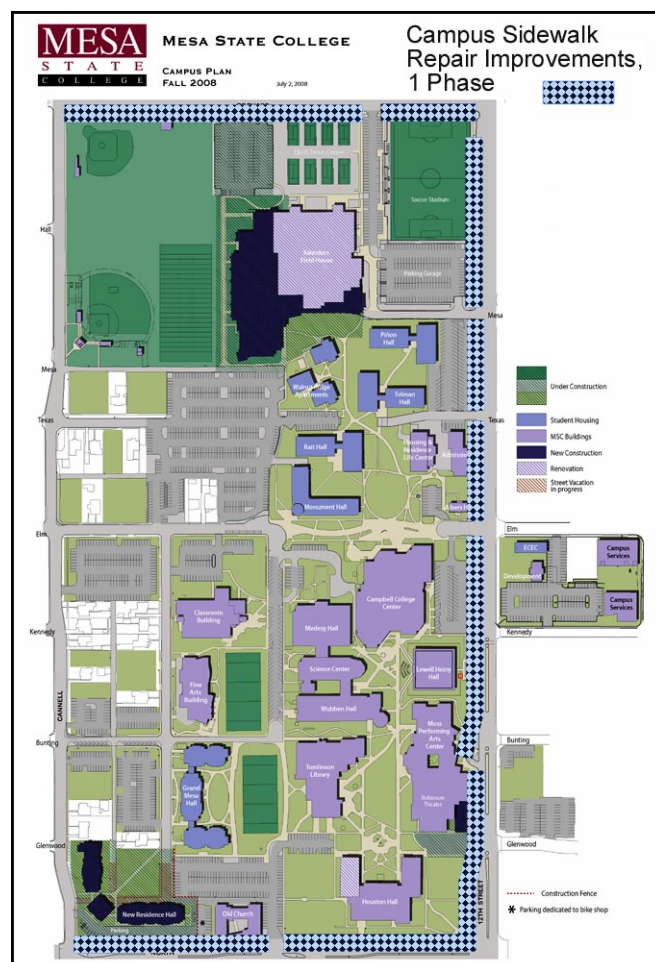 MESA
STATE
COLLEGE
MESA STATE COLLEGE
CAMPUS PLAN
FALL 2008
July 2, 2008
Campus Sidewalk
Repair Improvements,
1 Phase
Soccer Stadium
Hall
Saunders
Field House
Parking Garage
Mesa
Piñon
Hall
Mesa
Walnut Ridge
Apartments
Tolman
Hall
Texas
Texas
Rait Hall
Housing &
Residence
Life Center
Monument Hall
Under Construction
Student Housing
MSC Buildings
New Construction
Renovation
Street Vacation
in progress
Elm
Elm
ECEC
Campus
Services
Development
Campus
Services
Campbell College
Center
Classroom
Building
Medesy Hall
Kennedy
Kennedy
Science Center
Lowell Heiny
Hall
Fine
Arts
Building
CANNELL
Wubben Hall
Moss
Performing
Arts
Center
Bunting
Bunting
Tomlinson
Library
Grand
Mesa
Hall
Robinson
Theatre
Glenwood
Glenwood
Houston Hall
12TH STREET
New Residence Hall
Old Church
Parking
Construction Fence
Parking dedicated to bike shop